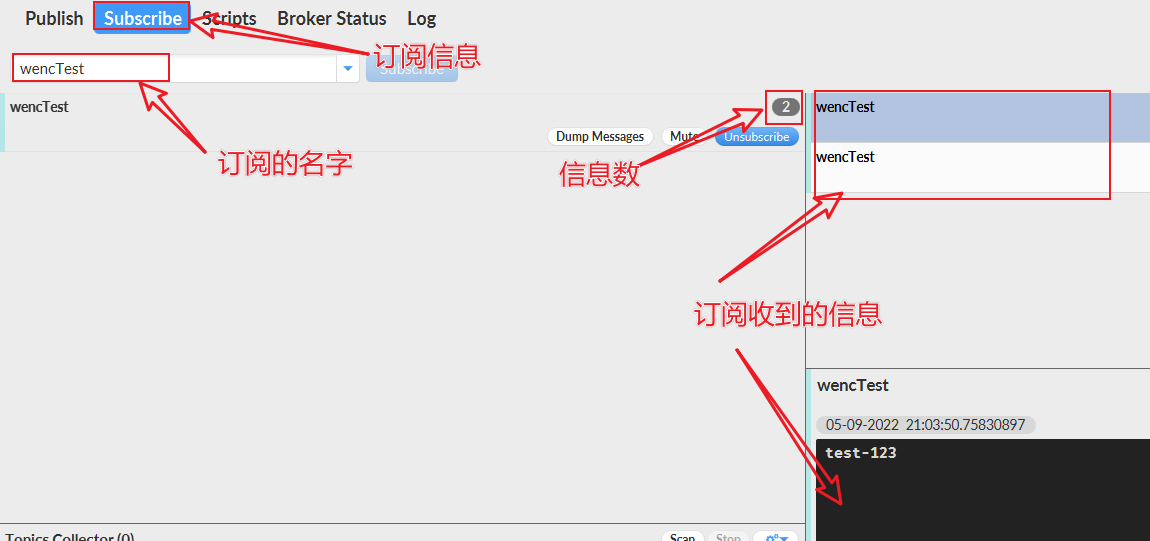 Publish Subscribe Scripts Broker Status Log
订阅信息
wencTest Subscribe
wencTest 2
Dump Messages Mute Unsubscribe
订阅的名字
信息数
wencTest
wencTest
订阅收到的信息
wencTest
05-09-2022 21:03:50.75830897
test-123
Topics Collector (0) Scan Stop